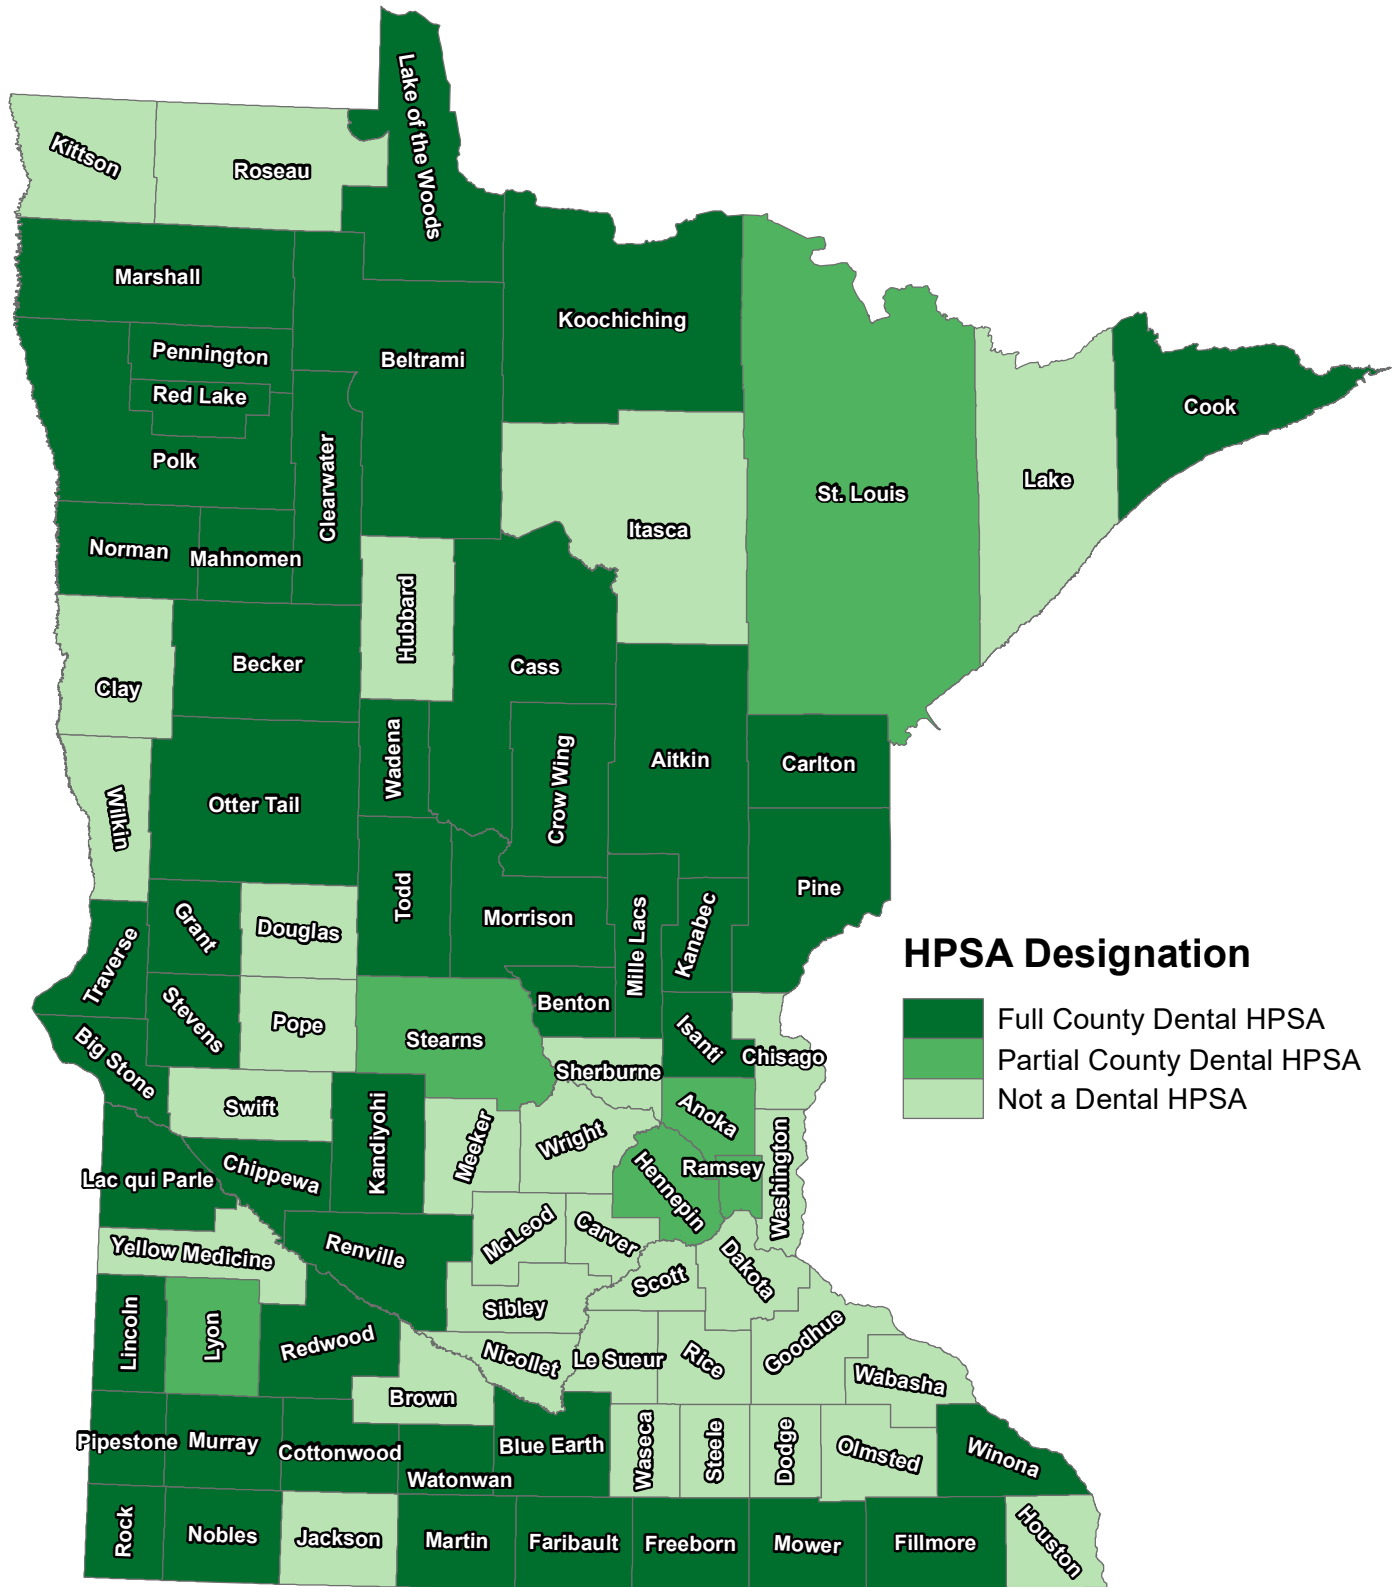 Lake of the Woods
Kittson
Roseau
Marshall
Koochiching
Pennington
Beltrami
Red Lake
Cook
Polk
Clearwater
Lake
St. Louis
Itasca
Norman
Mahnomen
Hubbard
Becker
Cass
Clay
Wadena
Aitkin
Carlton
Crow Wing
Otter Tail
Wilkin
Pine
Todd
Morrison
Mille Lacs
Kanabec
Grant
Douglas
Traverse
HPSA Designation
Full County Dental HPSA
Partial County Dental HPSA
Not a Dental HPSA
Benton
Stevens
Pope
Stearns
Isanti
Chisago
Big Stone
Sherburne
Swift
Anoka
Kandiyohi
Meeker
Wright
Washington
Ramsey
Hennepin
Lac qui Parle
Chippewa
McLeod
Carver
Yellow Medicine
Renville
Dakota
Scott
Sibley
Lincoln
Lyon
Redwood
Nicollet
Le Sueur
Rice
Goodhue
Wabasha
Brown
Pipestone
Murray
Cottonwood
Watonwan
Blue Earth
Waseca
Steele
Dodge
Olmsted
Winona
Rock
Nobles
Jackson
Martin
Faribault
Freeborn
Mower
Fillmore
Houston